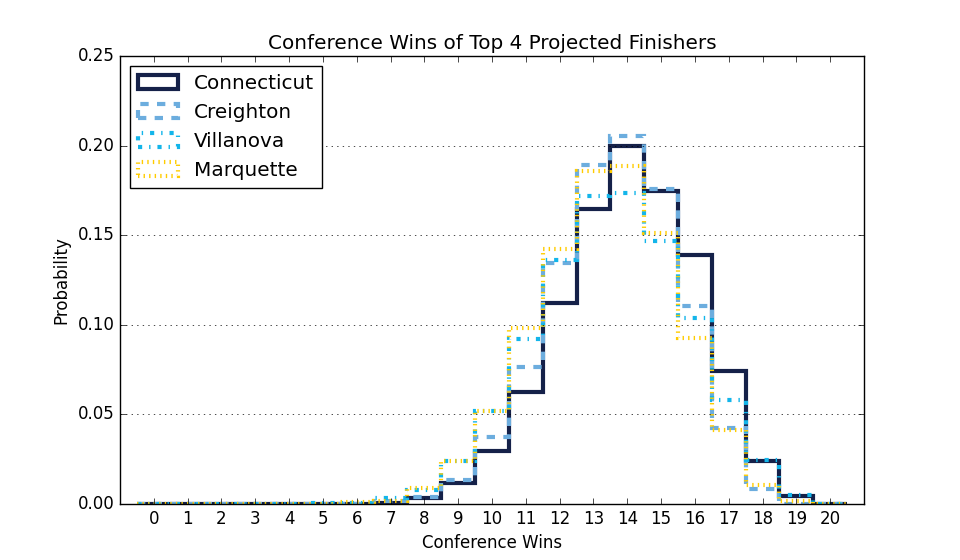 Conference Wins of Top 4 Projected Finishers
0.25
0.20
0.15
0.10
0.05
0.00
Probability
Connecticut
Creighton
Villanova
Marquette
0 1 2 3 4 5 6 7 8 9 10 11 12 13 14 15 16 17 18 19 20
Conference Wins